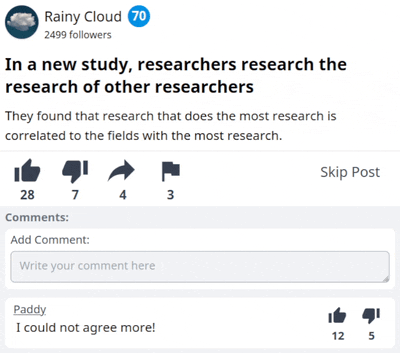 Rainy Cloud 70
2499 followers
In a new study, researchers research the
research of other researchers
They found that research that does the most research is
correlated to the fields with the most research.
28 7 4 3 Skip Post
Comments:
Add Comment:
Write your comment here
Paddy
I could not agree more!
12 5